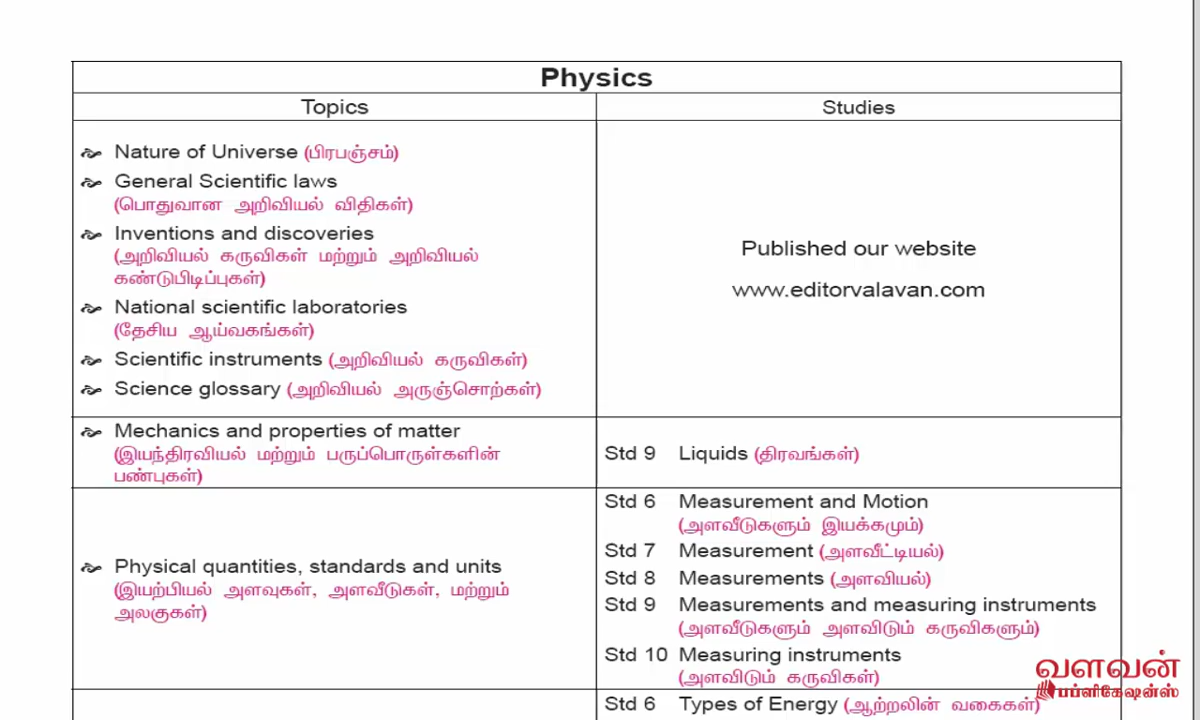 Physics
Topics
Studies
Nature of Universe (பிரபஞ்சம்)
General Scientific laws
(பொதுவான அறிவியல் விதிகள்)
Inventions and discoveries
(அறிவியல் கருவிகள் மற்றும் அறிவியல்
கண்டுபிடிப்புகள்)
National scientific laboratories
(தேசிய ஆய்வகங்கள்)
Scientific instruments (அறிவியல் கருவிகள்)
Science glossary (அறிவியல் அருஞ்சொற்கள்)
Published our website
www.editorvalavan.com
Mechanics and properties of matter
(இயந்திரவியல் மற்றும் பருப்பொருள்களின்
பண்புகள்)
Std 9 Liquids (திரவங்கள்)
Physical quantities, standards and units
(இயற்பியல் அளவுகள், அளவீடுகள், மற்றும்
அலகுகள்)
Std 6 Measurement and Motion
(அளவீடுகளும் இயக்கமும்)
Std 7 Measurement (அளவீட்டியல்)
Std 8 Measurements (அளவியல்)
Std 9 Measurements and measuring instruments
(அளவீடுகளும் அளவிடும் கருவிகளும்)
Std 10 Measuring instruments
(அளவிடும் கருவிகள்)
Std 6 Types of Energy (ஆற்றலின் வகைகள்)
வளவன்
பப்ளிகேஷன்ஸ்